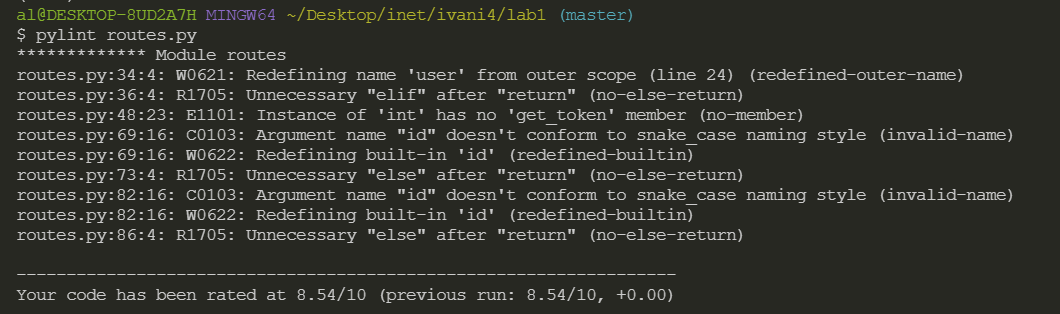 al@DESKTOP-8UD2A7H MINGW64 ~/Desktop/inet/ivani4/lab1 (master)
$ pylint routes.py
************* Module routes
routes.py:34:4: W0621: Redefining name 'user' from outer scope (line 24) (redefined-outer-name)
routes.py:36:4: R1705: Unnecessary "elif" after "return" (no-else-return)
routes.py:48:23: E1101: Instance of 'int' has no 'get_token' member (no-member)
routes.py:69:16: C0103: Argument name "id" doesn't conform to snake_case naming style (invalid-name)
routes.py:69:16: W0622: Redefining built-in 'id' (redefined-builtin)
routes.py:73:4: R1705: Unnecessary "else" after "return" (no-else-return)
routes.py:82:16: C0103: Argument name "id" doesn't conform to snake_case naming style (invalid-name)
routes.py:82:16: W0622: Redefining built-in 'id' (redefined-builtin)
routes.py:86:4: R1705: Unnecessary "else" after "return" (no-else-return)
------------------------------------------------------------------
Your code has been rated at 8.54/10 (previous run: 8.54/10, +0.00)